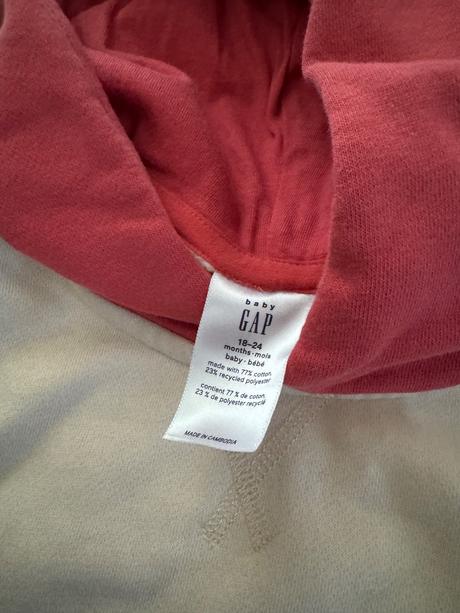 baby
GAP
18–24
months·mois
baby·bébé
made with 77% cotton,
23% recycled polyester
contient 77 % de coton,
23 % de polyester recyclé
MADE IN CAMBODIA